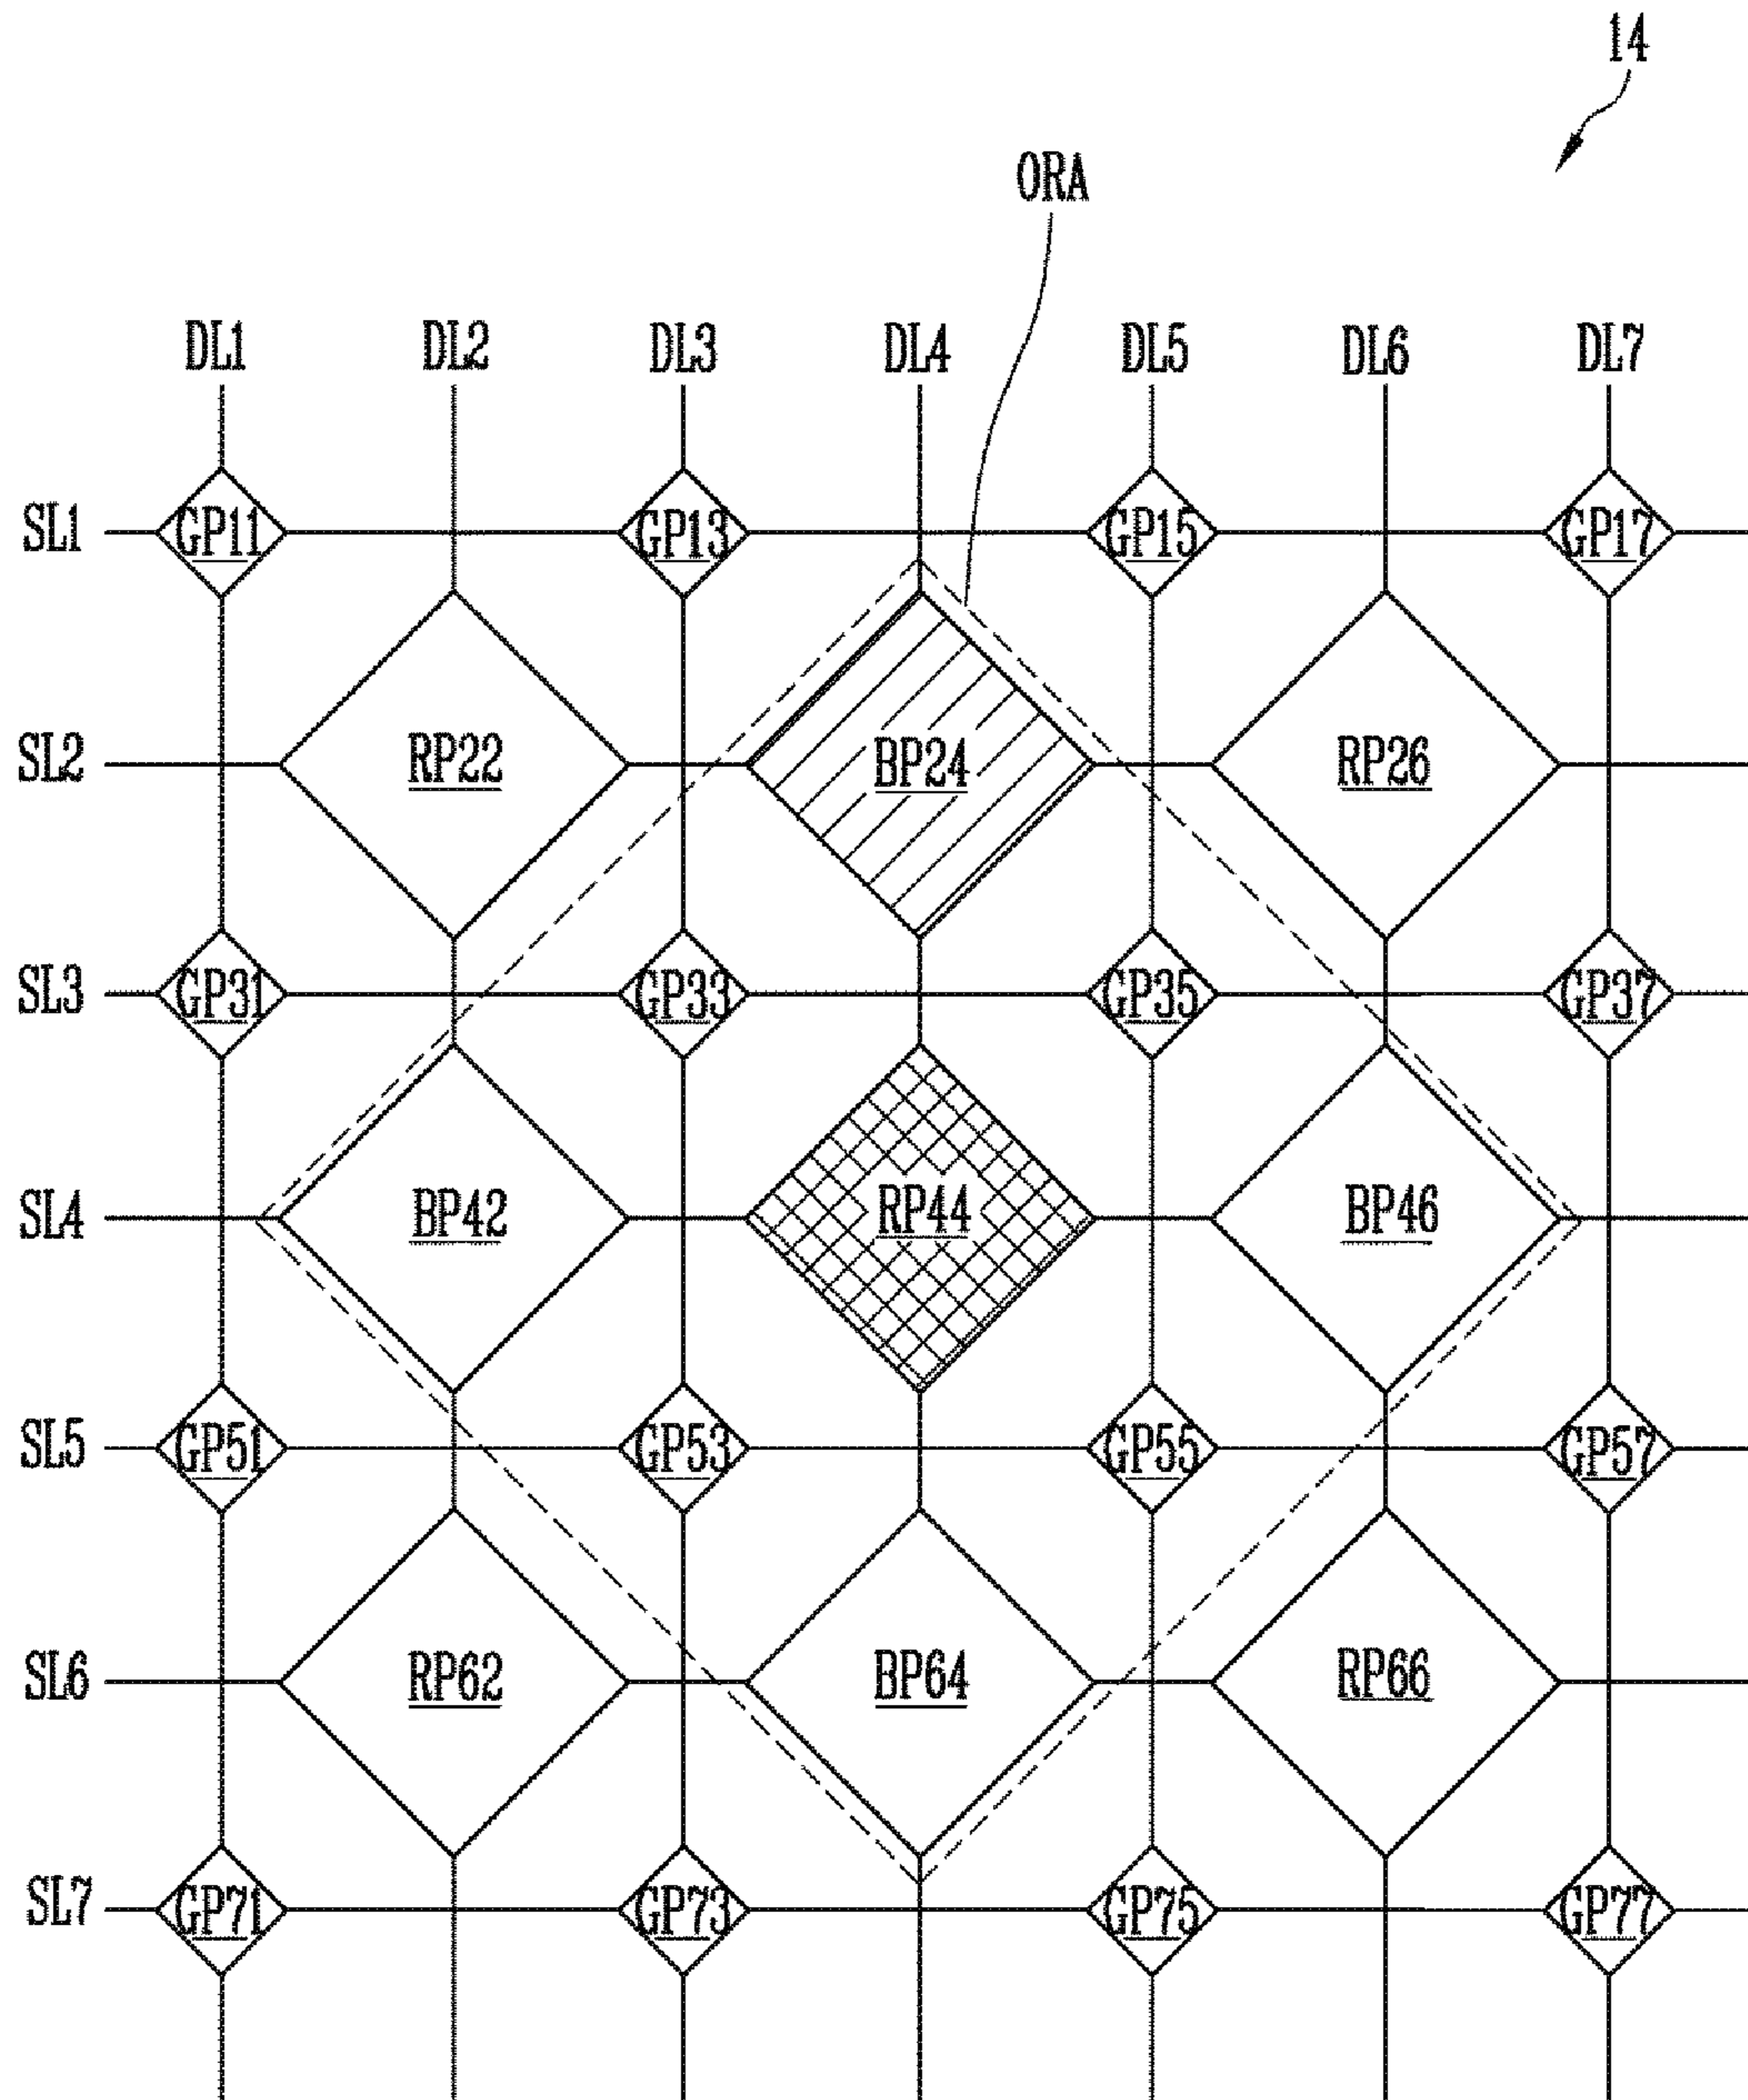 14
ORA
DL1 DL2 DL3 DL4 DL5 DL6 DL7
SL1 GP11 GP13 GP15 GP17
SL2 RP22 BP24 RP26
SL3 GP31 GP33 GP35 GP37
SL4 BP42 RP44 BP46
SL5 GP51 GP53 GP55 GP57
SL6 RP62 BP64 RP66
SL7 GP71 GP73 GP75 GP77